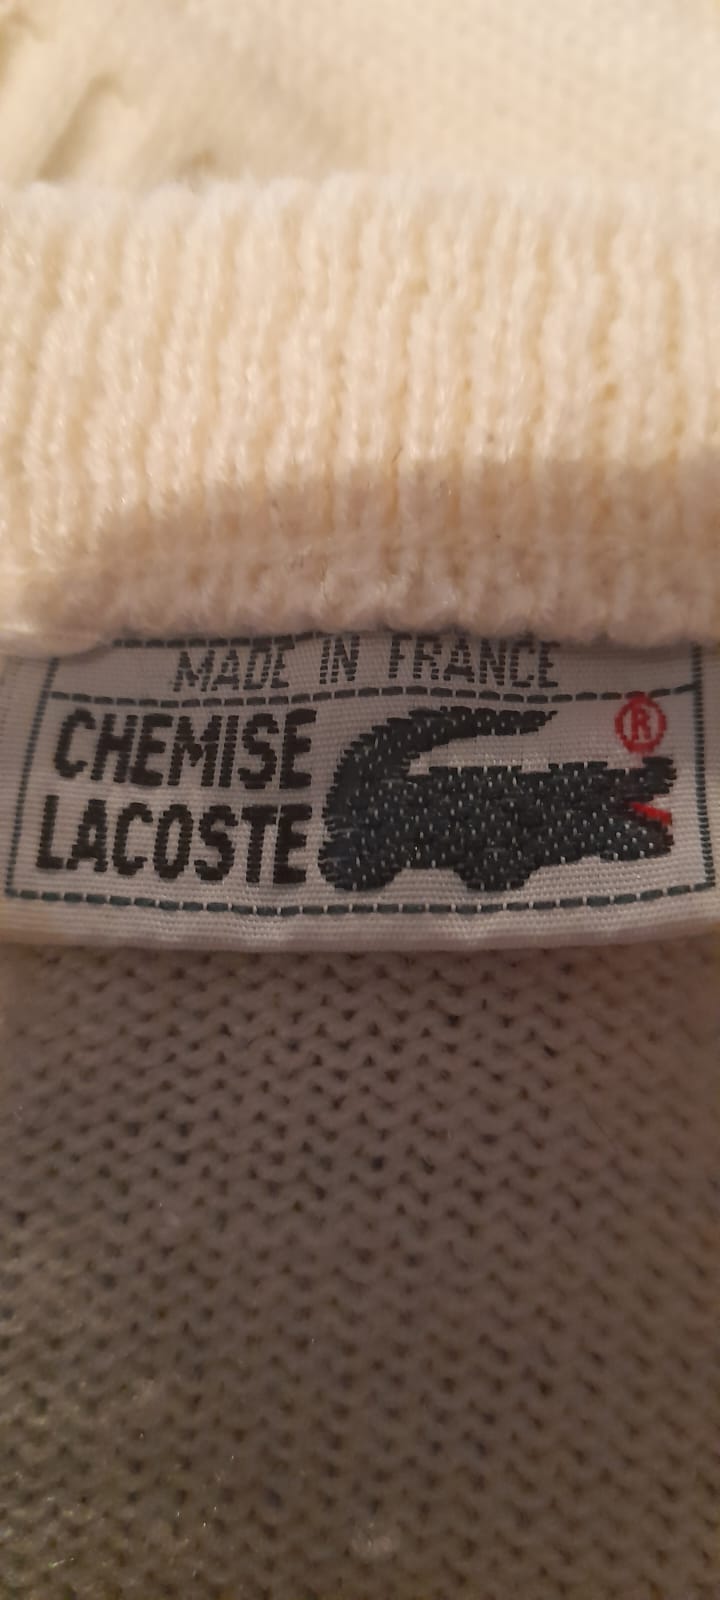 MADE IN FRANCE
CHEMISE
LACOSTE
®